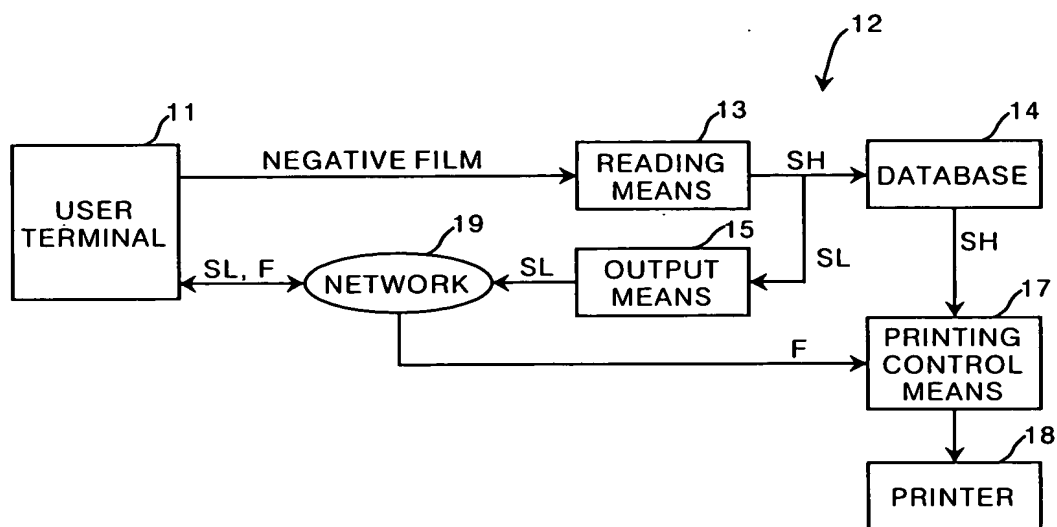 12
11
13
14
NEGATIVE FILM
READING
MEANS
SH
DATABASE
USER
TERMINAL
19
15
SH
SL, F
NETWORK
SL
OUTPUT
MEANS
SL
17
F
PRINTING
CONTROL
MEANS
18
PRINTER